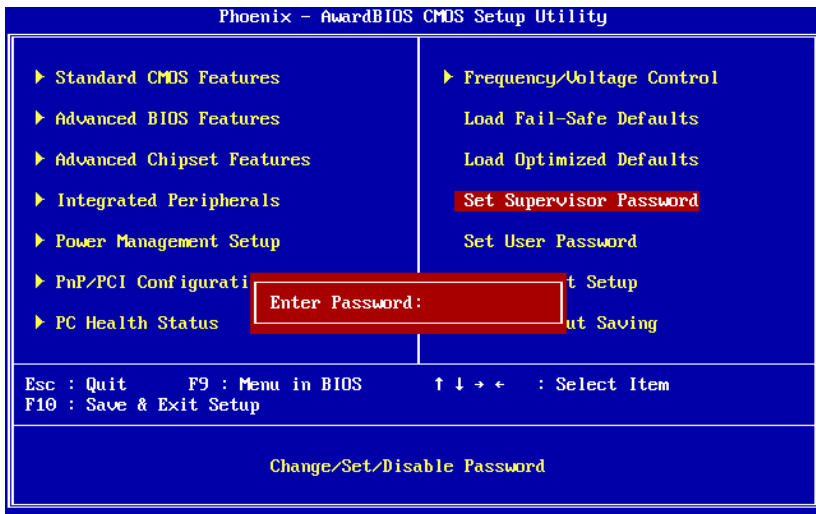 Phoenix - AwardBIOS CMOS Setup Utility
Standard CMOS Features
Advanced BIOS Features
Advanced Chipset Features
Integrated Peripherals
Power Management Setup
PnP/PCI Configurati
PC Health Status
Frequency/Voltage Control
Load Fail-Safe Defaults
Load Optimized Defaults
Set Supervisor Password
Set User Password
t Setup
ut Saving
Enter Password:
Esc : Quit F9 : Menu in BIOS ↑ ↓ → ← : Select Item
F10 : Save & Exit Setup
Change/Set/Disable Password